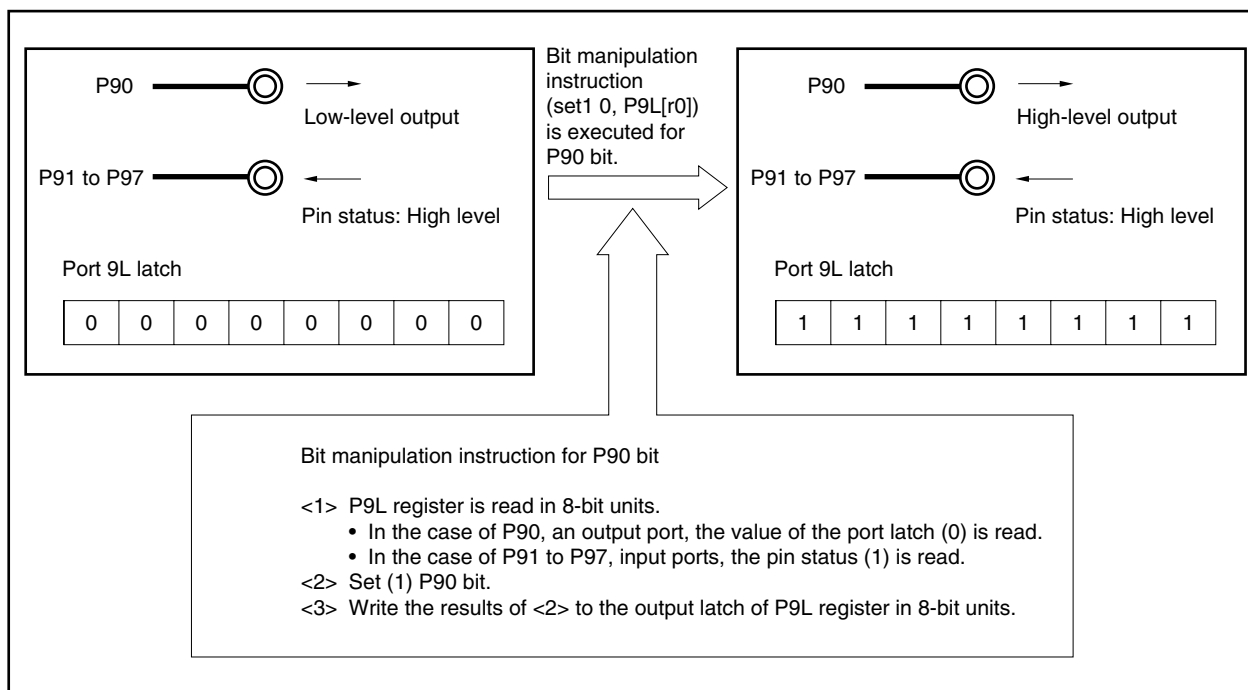 P90
Low-level output
P91 to P97
Pin status: High level
Port 9L latch
0 0 0 0 0 0 0 0
Bit manipulation
instruction
(set1 0, P9L[r0])
is executed for
P90 bit.
P90
High-level output
P91 to P97
Pin status: High level
Port 9L latch
1 1 1 1 1 1 1 1
Bit manipulation instruction for P90 bit
<1> P9L register is read in 8-bit units.
• In the case of P90, an output port, the value of the port latch (0) is read.
• In the case of P91 to P97, input ports, the pin status (1) is read.
<2> Set (1) P90 bit.
<3> Write the results of <2> to the output latch of P9L register in 8-bit units.